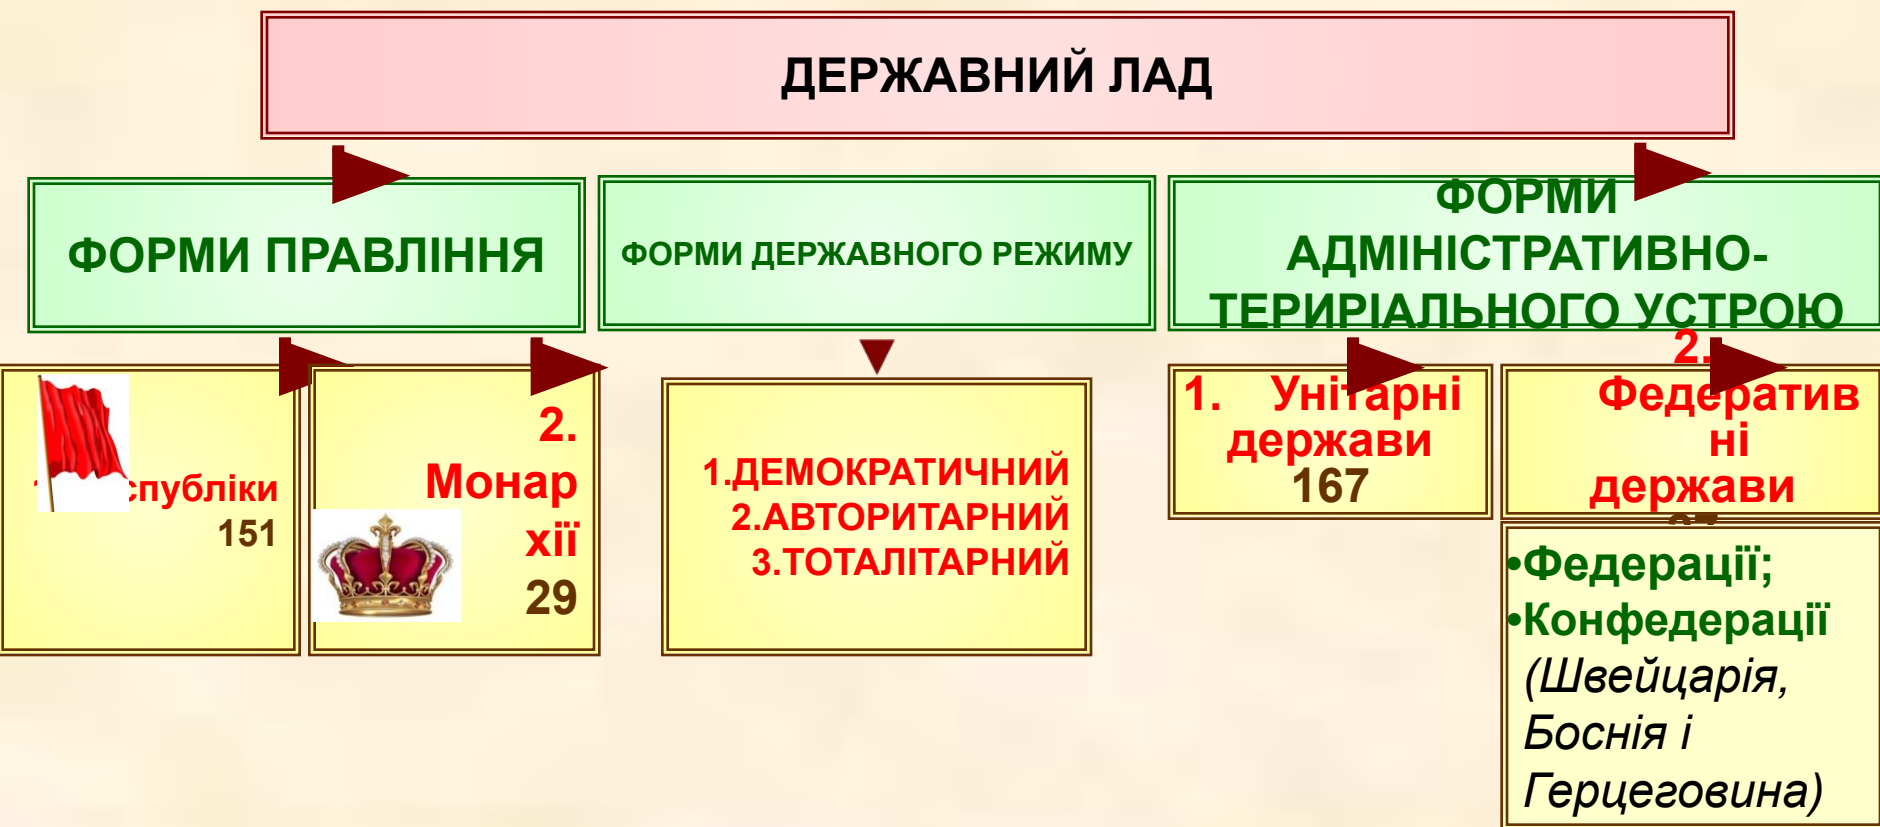 ДЕРЖАВНИЙ ЛАД
ФОРМИ ПРАВЛІННЯ
ФОРМИ ДЕРЖАВНОГО РЕЖИМУ
ФОРМИ
АДМІНІСТРАТИВНО-
ТЕРИРІАЛЬНОГО УСТРОЮ
151
2.
Монар
хії
29
1.ДЕМОКРАТИЧНИЙ
2.АВТОРИТАРНИЙ
3.ТОТАЛІТАРНИЙ
1. Унітарні
держави
167
2.
Федератив
ні
держави
•Федерації;
•Конфедерації
(Швейцарія,
Боснія і
Герцеговина)